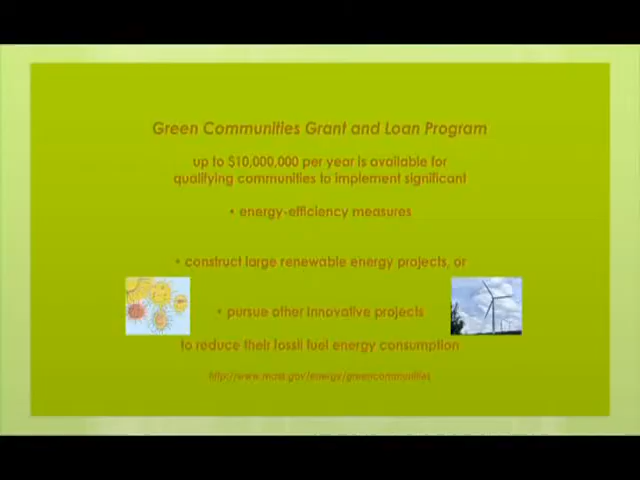 Green Communities Grant and Loan Program
up to $10,000,000 per year is available for
qualifying communities to implement significant
• energy-efficiency measures
• construct large renewable energy projects, or
• pursue other innovative projects
to reduce their fossil fuel energy consumption
http://www.mass.gov/energy/greencommunities